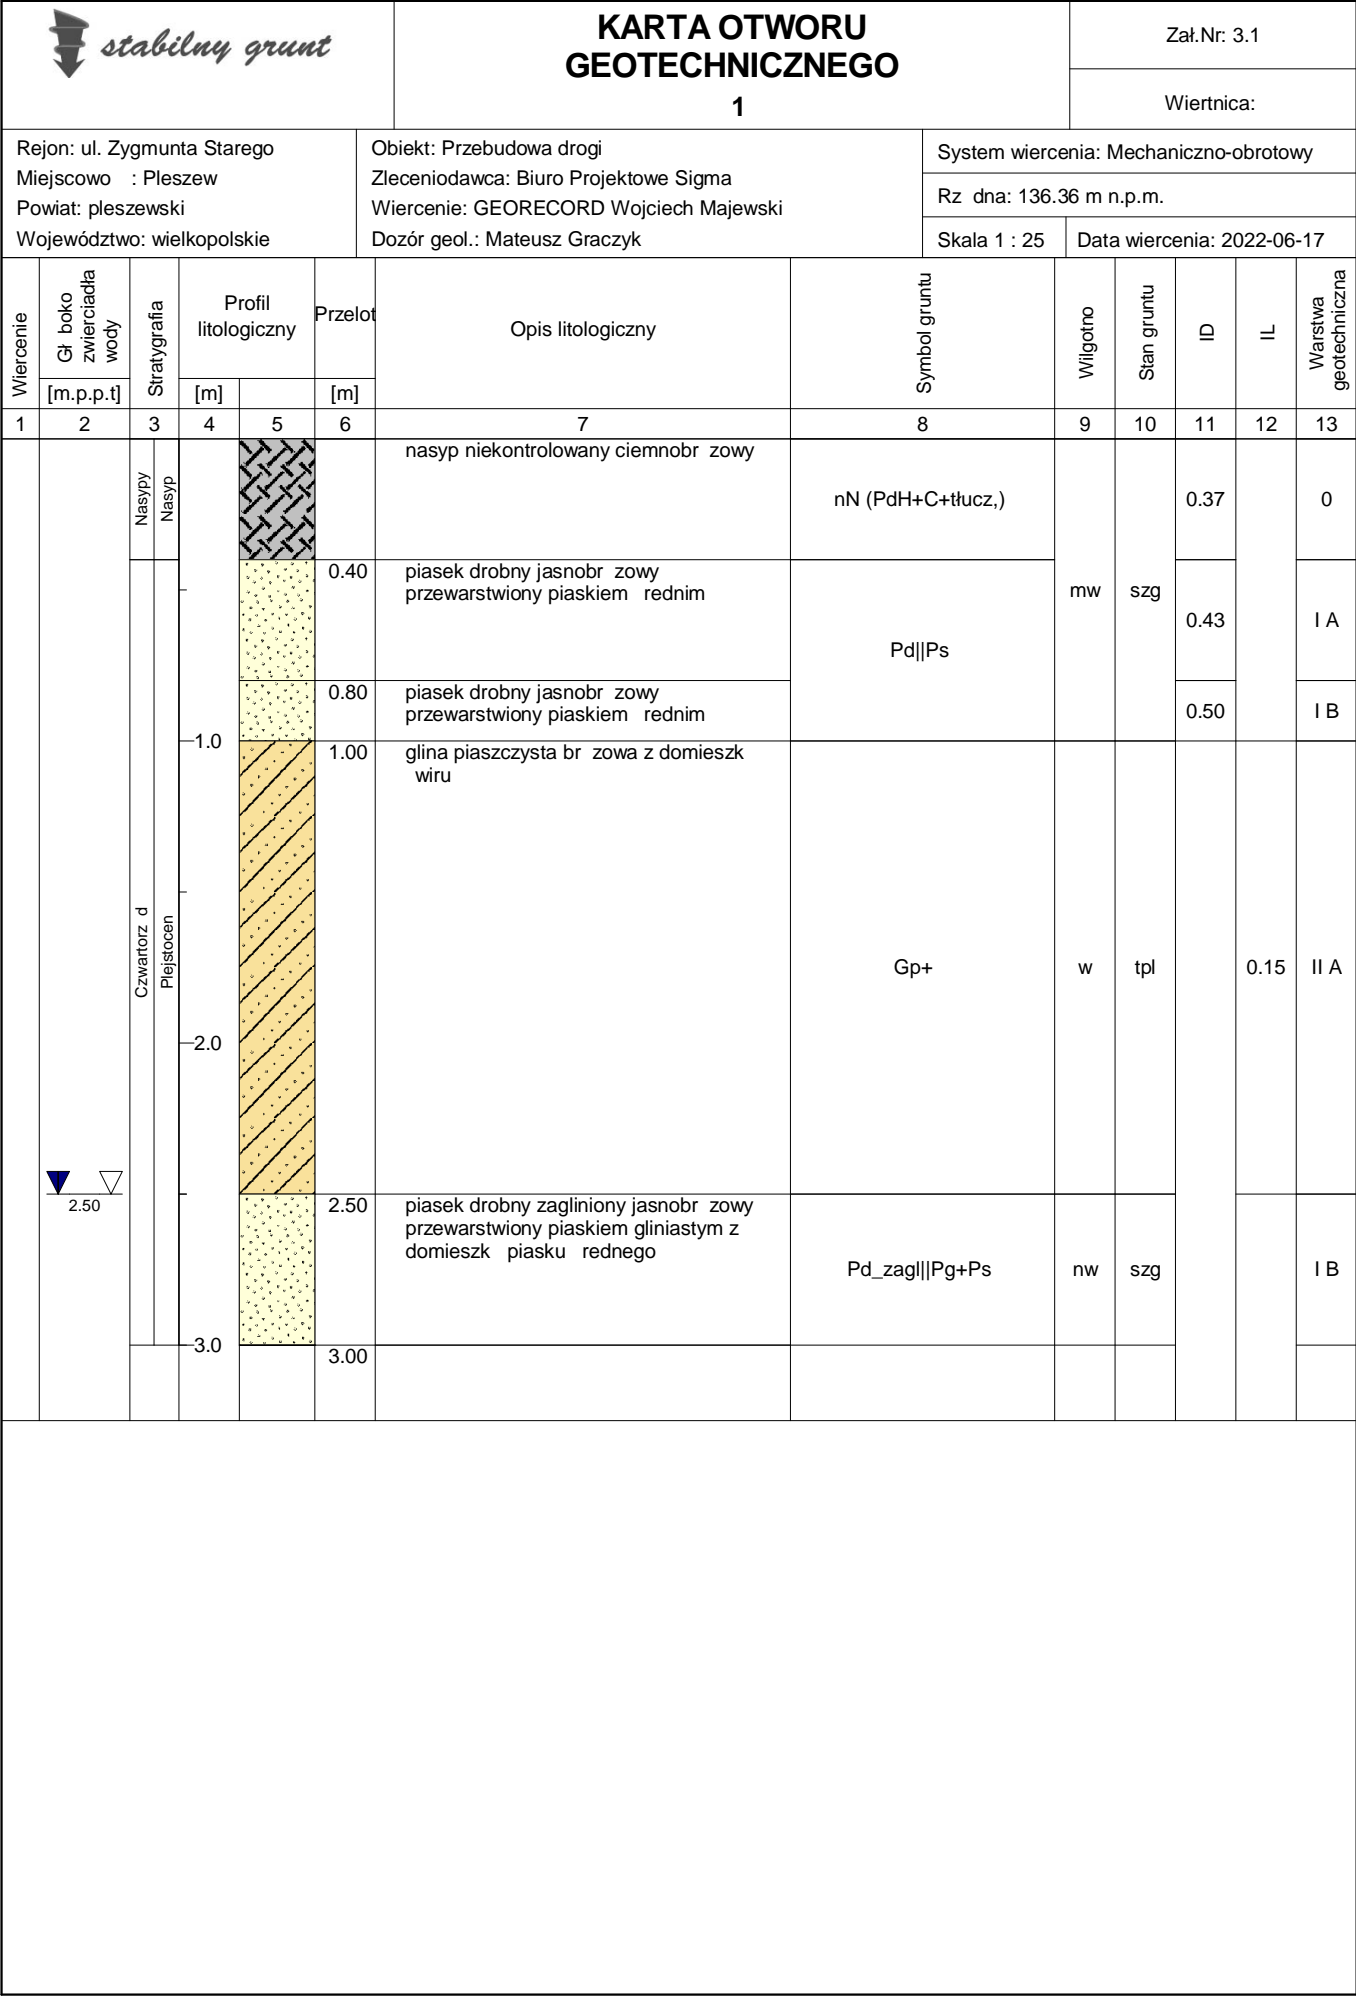 stabilny grunt
KARTA OTWORU
GEOTECHNICZNEGO
1
Zał.Nr: 3.1
Wiertnica:
Rejon: ul. Zygmunta Starego
Miejscowo : Pleszew
Powiat: pleszewski
Województwo: wielkopolskie
Obiekt: Przebudowa drogi
Zleceniodawca: Biuro Projektowe Sigma
Wiercenie: GEORECORD Wojciech Majewski
Dozór geol.: Mateusz Graczyk
System wiercenia: Mechaniczno-obrotowy
Rz dna: 136.36 m n.p.m.
Skala 1 : 25
Data wiercenia: 2022-06-17
Wiercenie
Gł boko
zwierciadła
wody
[m.p.p.t]
Stratygrafia
Profil
litologiczny
[m]
Przelot
[m]
Opis litologiczny
Symbol gruntu
Wilgotno
Stan gruntu
ID
IL
Warstwa
geotechniczna
1 2 3 4 5 6 7 8 9 10 11 12 13
Nasypy
Nasyp
nasyp niekontrolowany ciemnobr zowy
nN (PdH+C+tłucz,)
0.37
0
0.40
piasek drobny jasnobr zowy
przewarstwiony piaskiem rednim
Pd||Ps
mw
szg
0.43
I A
0.80
piasek drobny jasnobr zowy
przewarstwiony piaskiem rednim
0.50
I B
1.0
1.00
glina piaszczysta br zowa z domieszk
wiru
Czwartorz d
Plejstocen
Gp+
w
tpl
0.15
II A
2.0
2.50
2.50
piasek drobny zagliniony jasnobr zowy
przewarstwiony piaskiem gliniastym z
domieszk piasku rednego
Pd_zagl||Pg+Ps
nw
szg
I B
3.0
3.00